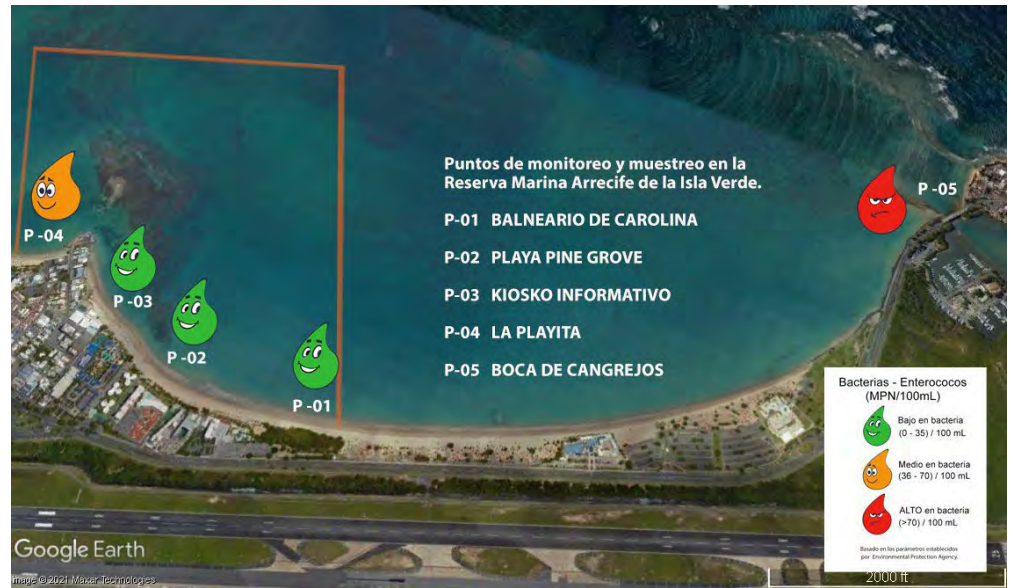 Puntos de monitoreo y muestreo en la
Reserva Marina Arrecife de la Isla Verde.
P-01 BALNEARIO DE CAROLINA
P-02 PLAYA PINE GROVE
P-03 KIOSKO INFORMATIVO
P-04 LA PLAYITA
P-05 BOCA DE CANGREJOS
P -05
P -04
P -03
P -02
P -01
Bacterias - Enterococos
(MPN/100mL)
Bajo en bacteria
(0 - 35) / 100 mL
Medio en bacteria
(36 - 70) / 100 mL
ALTO en bacteria
(>70) / 100 mL
Basado en los parámetros establecidos
por Environmental Protection Agency.
Google Earth
Image © 2021 Maxar Technologies
2000 ft